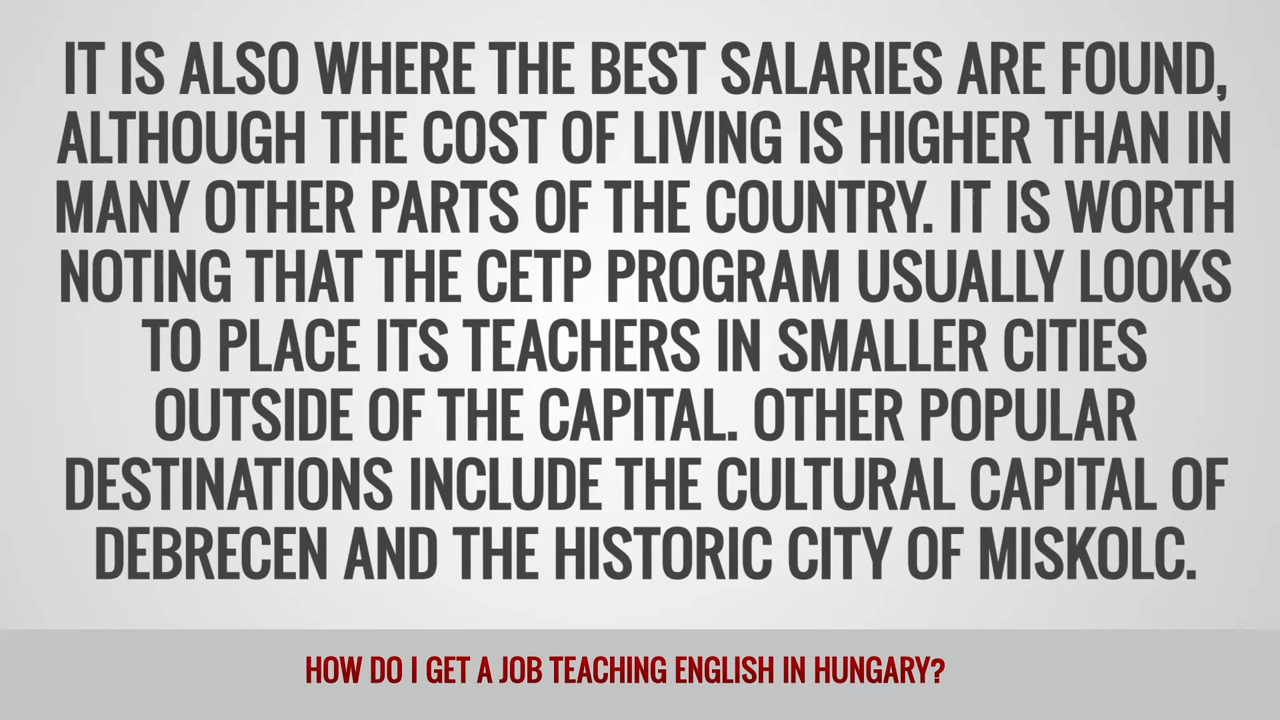 IT IS ALSO WHERE THE BEST SALARIES ARE FOUND,
ALTHOUGH THE COST OF LIVING IS HIGHER THAN IN
MANY OTHER PARTS OF THE COUNTRY. IT IS WORTH
NOTING THAT THE CETP PROGRAM USUALLY LOOKS
TO PLACE ITS TEACHERS IN SMALLER CITIES
OUTSIDE OF THE CAPITAL. OTHER POPULAR
DESTINATIONS INCLUDE THE CULTURAL CAPITAL OF
DEBRECEN AND THE HISTORIC CITY OF MISKOLC.
HOW DO I GET A JOB TEACHING ENGLISH IN HUNGARY?